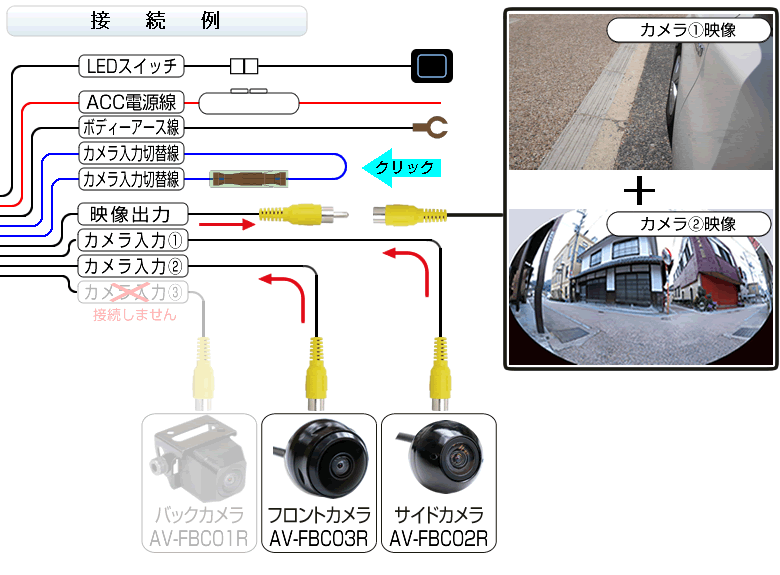 接続例
LEDスイッチ
ACC電源線
ボディーアース線
カメラ入力切替線
カメラ入力切替線
クリック
映像出力
カメラ入力①
カメラ入力②
カメラ入力③
接続しません
カメラ①映像
カメラ②映像
バックカメラ
AV-FBC01R
フロントカメラ
AV-FBC03R
サイドカメラ
AV-FBC02R